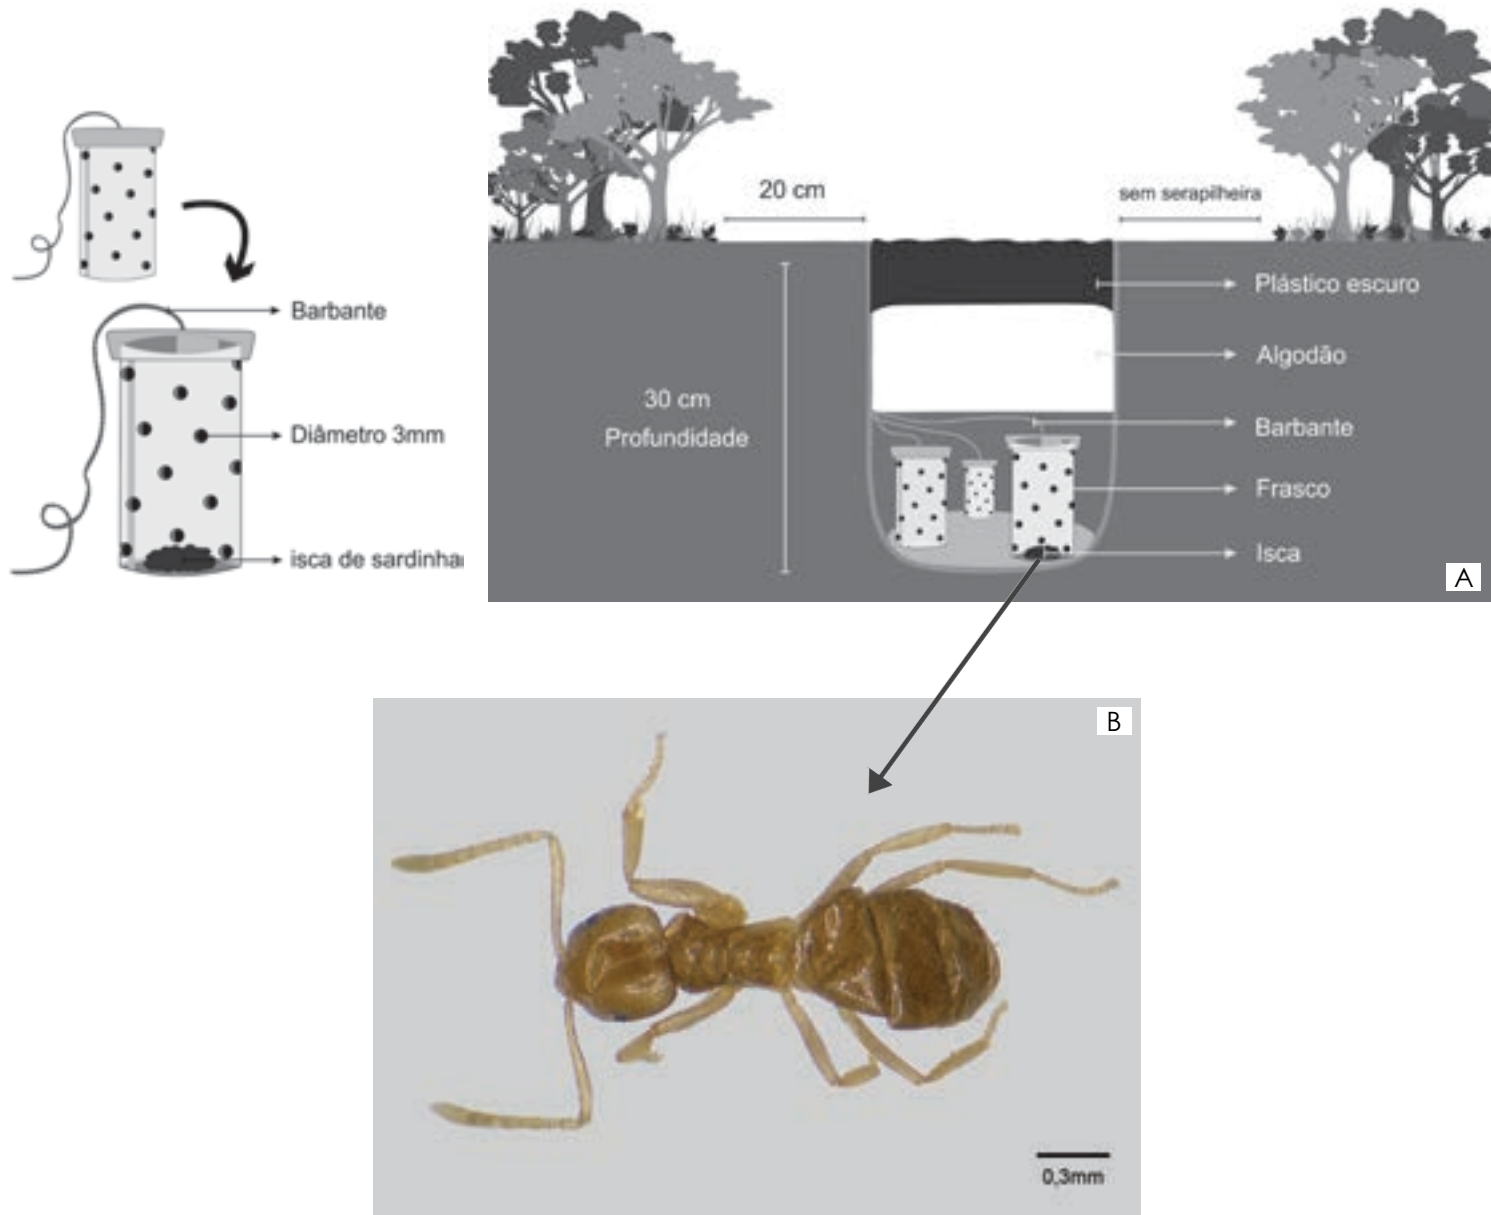 Barbante
Diâmetro 3mm
isca de sardinha
20 cm
sem serapilheira
30 cm
Profundidade
Plástico escuro
Algodão
Barbante
Frasco
Isca
A
B
0,3mm